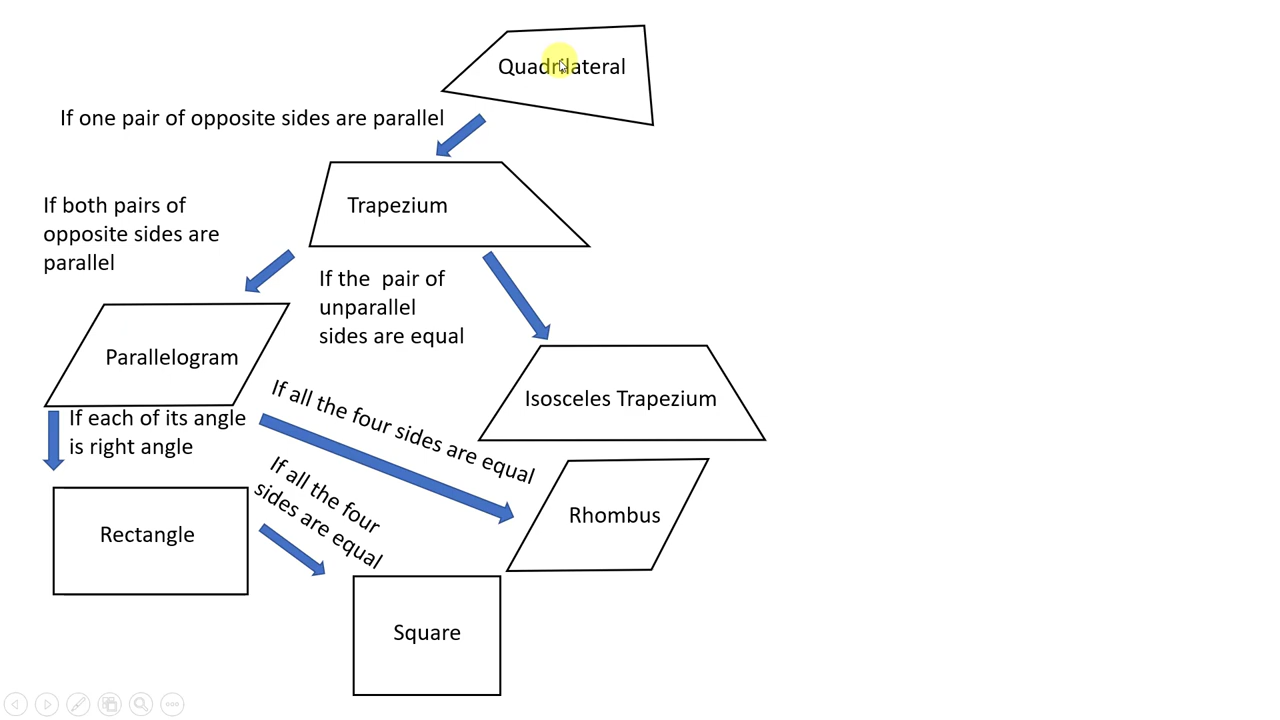 Quadrilateral
If one pair of opposite sides are parallel
Trapezium
If both pairs of
opposite sides are
parallel
If the  pair of
unparallel
sides are equal
Parallelogram
Isosceles Trapezium
If each of its angle
is right angle
If all the four sides are equal
If all the four
sides are equal
Rhombus
Rectangle
Square